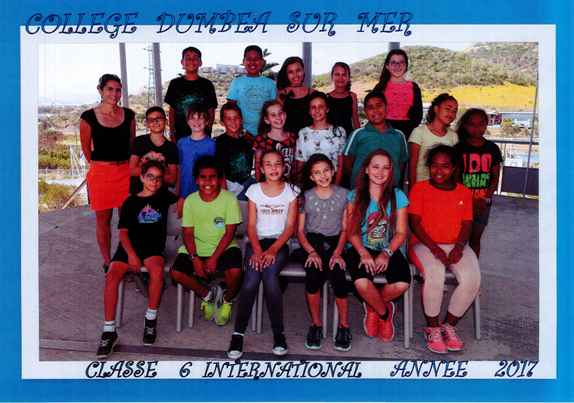 COLLEGE DUMBEA SUR MER
CLASSE 6 INTERNATIONAL ANNEE 2017